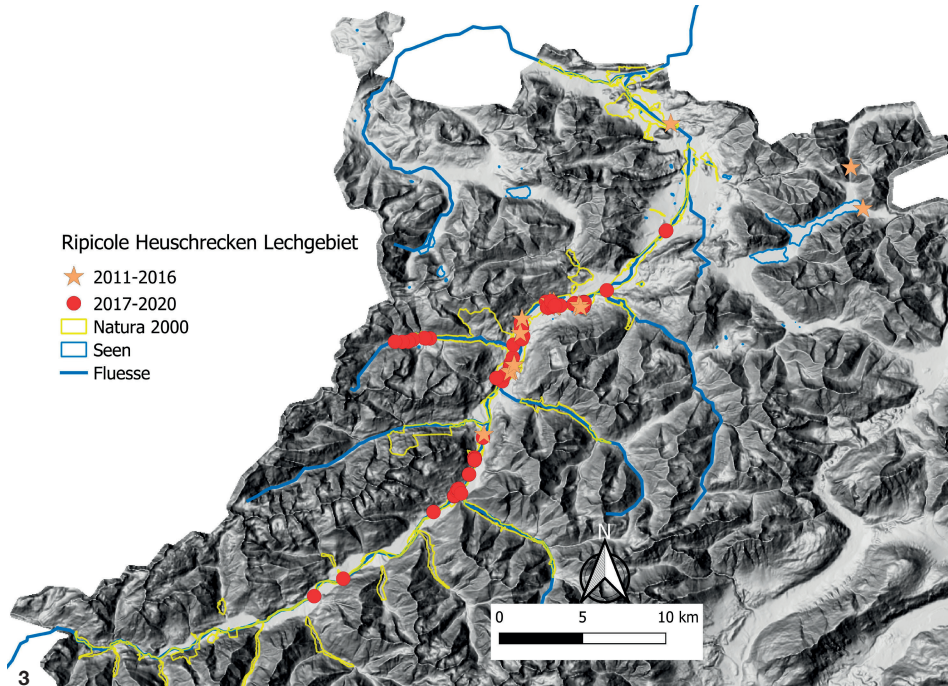 Ripicole Heuschrecken Lechgebiet
2011-2016
2017-2020
Natura 2000
Seen
Fluesse
N
0 5 10 km
3